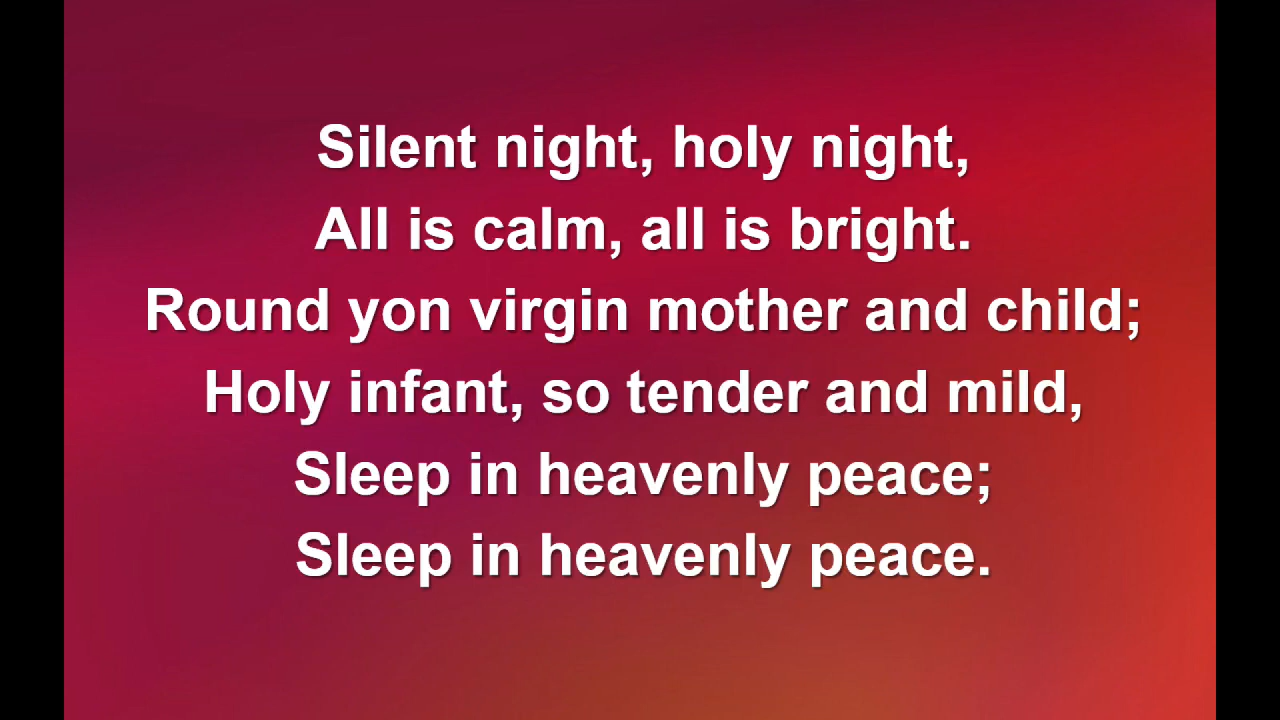 Silent night, holy night,
All is calm, all is bright.
Round yon virgin mother and child;
Holy infant, so tender and mild,
Sleep in heavenly peace;
Sleep in heavenly peace.